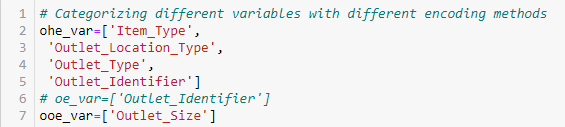 1 # Categorizing different variables with different encoding methods
2 ohe_var=['Item_Type',
3 'Outlet_Location_Type',
4 'Outlet_Type',
5 'Outlet_Identifier']
6 # oe_var=['Outlet_Identifier']
7 ooe_var=['Outlet_Size']